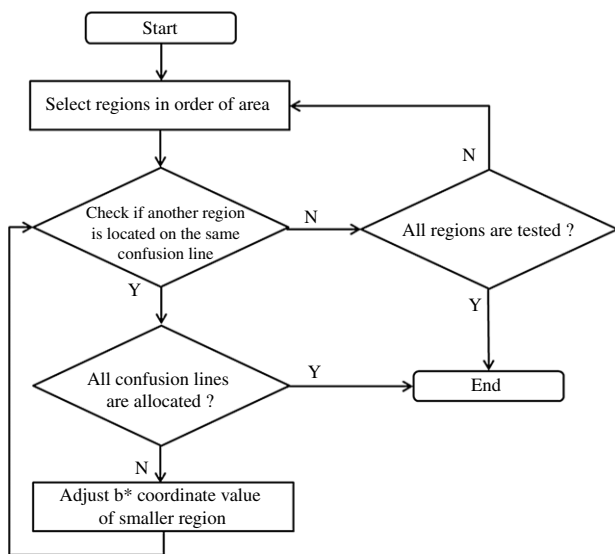 Start
Select regions in order of area
Check if another region
is located on the same
confusion line
N
All regions are tested ?
N
Y
Y
All confusion lines
are allocated ?
Y
End
N
Adjust b* coordinate value
of smaller region